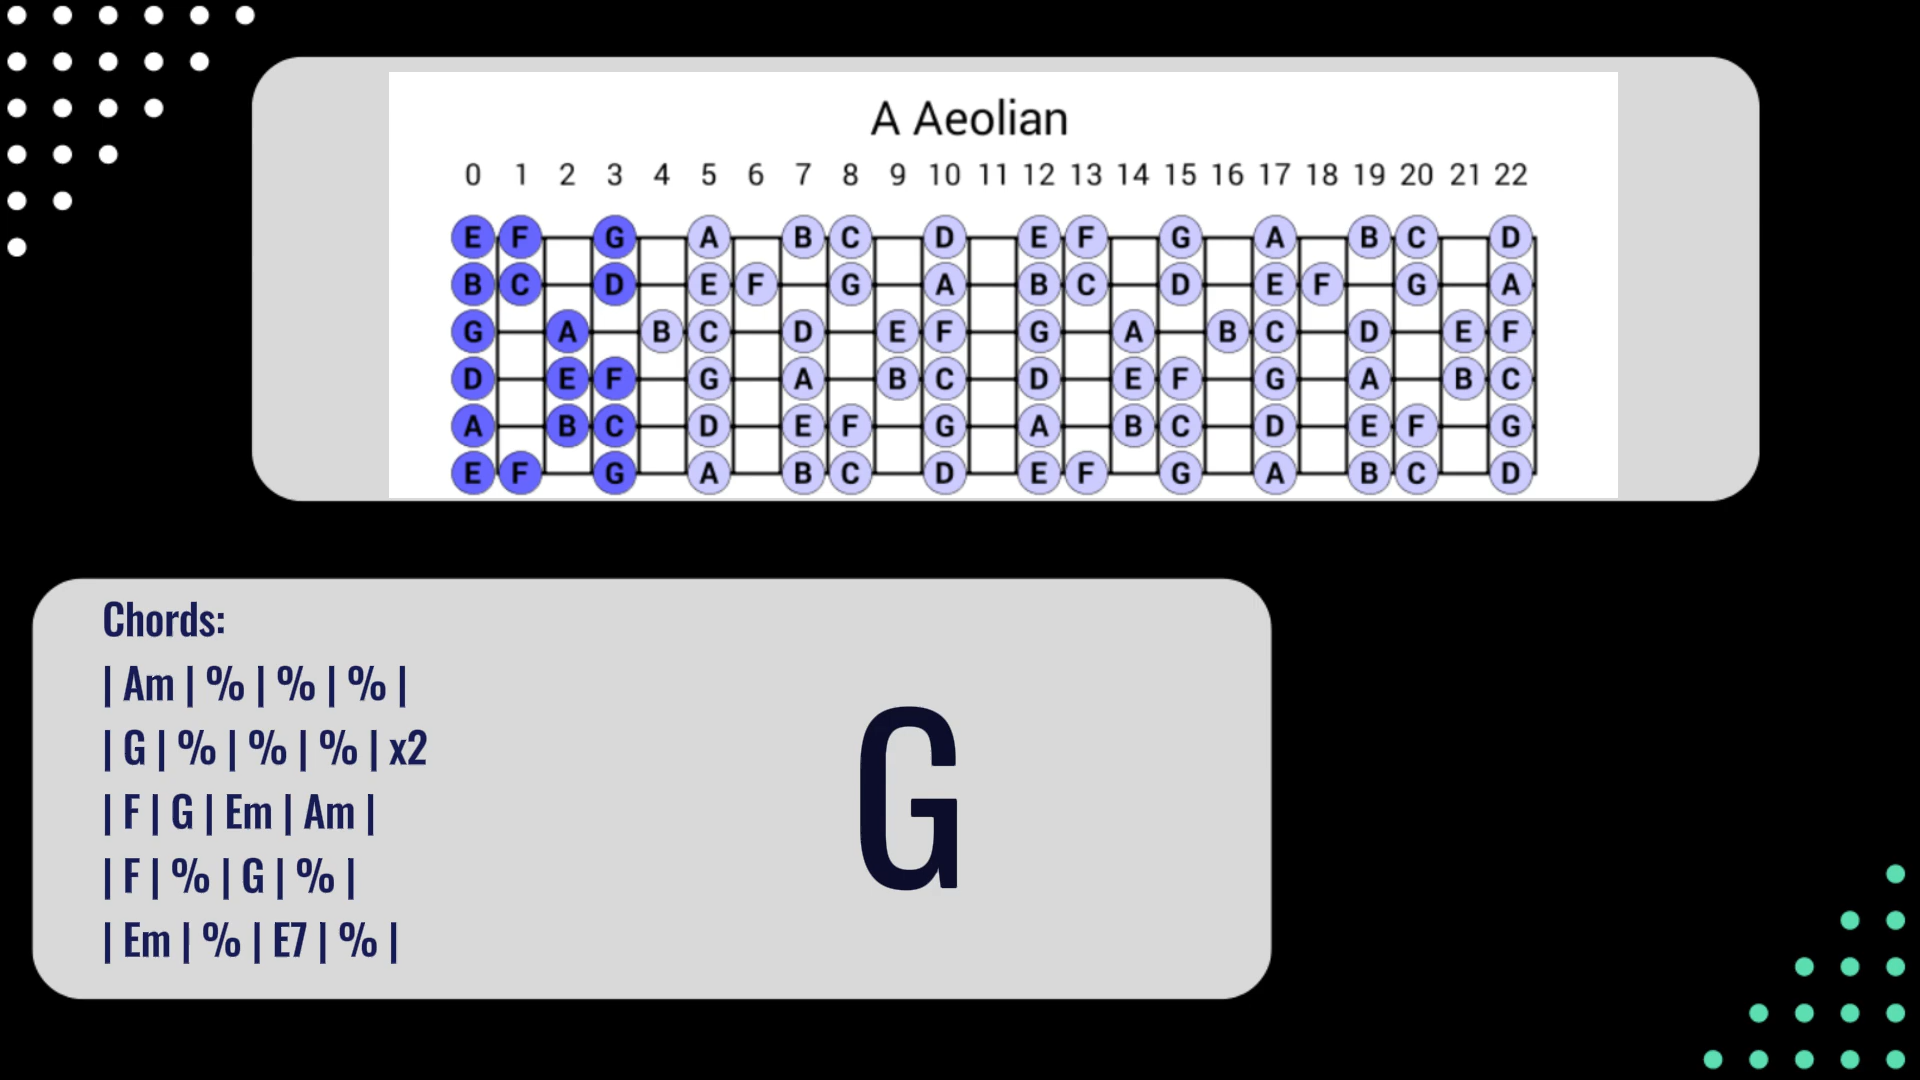 A Aeolian
0 1 2 3 4 5 6 7 8 9 10 11 12 13 14 15 16 17 18 19 20 21 22
E F G A B C D E F G A B C D
B C D E F G A B C D E F G A
G A B C D E F G A B C D E F
D E F G A B C D E F G A B C
A B C D E F G A B C D E F G
E F G A B C D E F G A B C D
Chords:
| Am | % | % | % |
| G | % | % | % | x2
| F | G | Em | Am |
| F | % | G | % |
| Em | % | E7 | % |
G